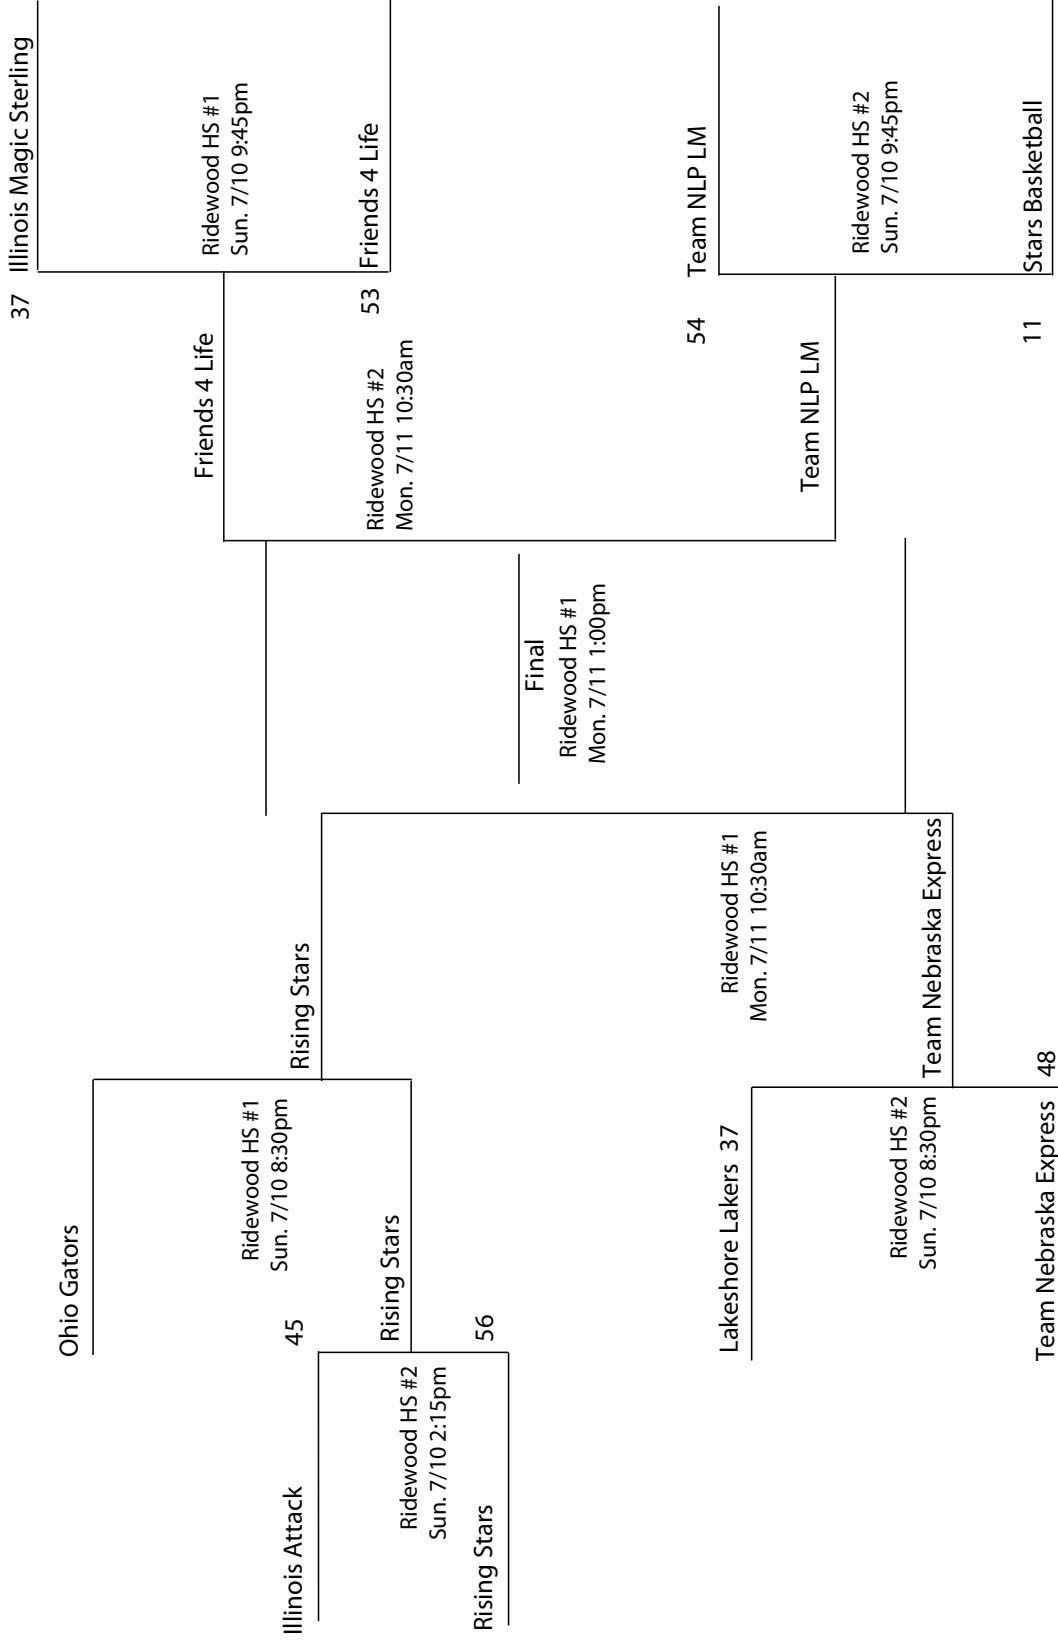 Illinois Attack
45
Ridewood HS #2
Sun. 7/10 2:15pm
Rising Stars
56
Ohio Gators
Ridewood HS #1
Sun. 7/10 8:30pm
Rising Stars
Rising Stars
Lakeshore Lakers 37
Ridewood HS #2
Sun. 7/10 8:30pm
Team Nebraska Express 48
Team Nebraska Express
Ridewood HS #1
Mon. 7/11 10:30am
Final
Ridewood HS #1
Mon. 7/11 1:00pm
Friends 4 Life
Ridewood HS #2
Mon. 7/11 10:30am
Team NLP LM
37 Illinois Magic Sterling
Ridewood HS #1
Sun. 7/10 9:45pm
53 Friends 4 Life
54 Team NLP LM
Ridewood HS #2
Sun. 7/10 9:45pm
11 Stars Basketball